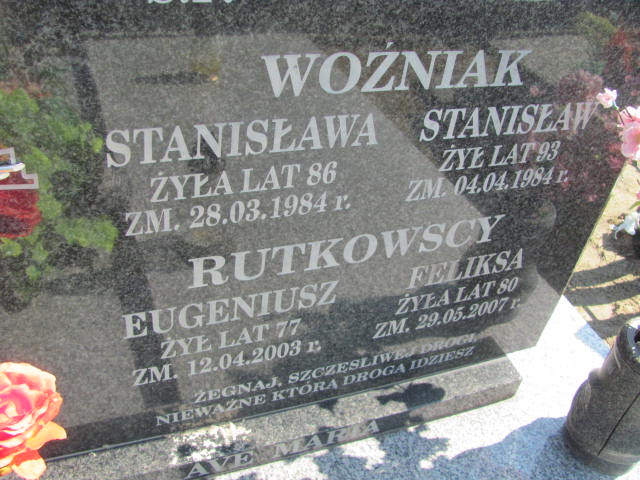 Ś.P.
WOŹNIAK
STANISŁAWA
ŻYŁA LAT 86
ZM. 28.03.1984 r.
STANISŁAW
ŻYŁ LAT 93
ZM. 04.04.1984 r.
RUTKOWSCY
EUGENIUSZ
ŻYŁ LAT 77
ZM. 12.04.2003 r.
FELIKSA
ŻYŁA LAT 80
ZM. 29.05.2007 r.
ŻEGNAJ, SZCZĘŚLIWEJ DROGI,
NIEWAŻNE KTÓRĄ DROGĄ IDZIESZ
AVE MARIA